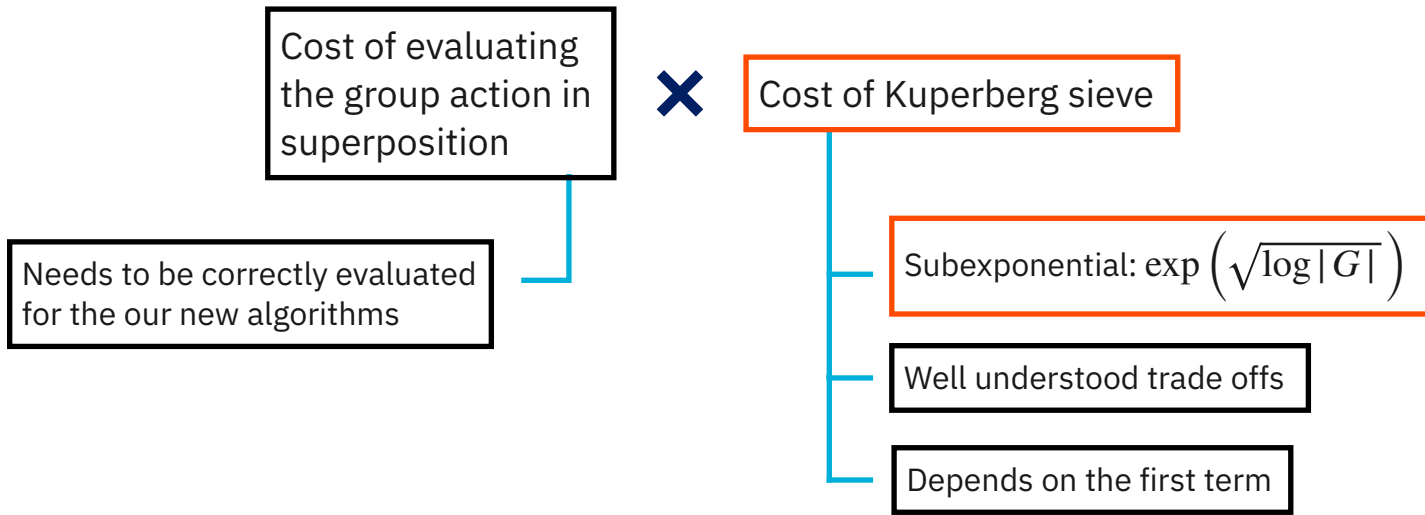 Cost of evaluating
the group action in
superposition
×
Cost of Kuperberg sieve
Needs to be correctly evaluated
for the our new algorithms
Subexponential: exp(√log|G|)
Well understood trade offs
Depends on the first term